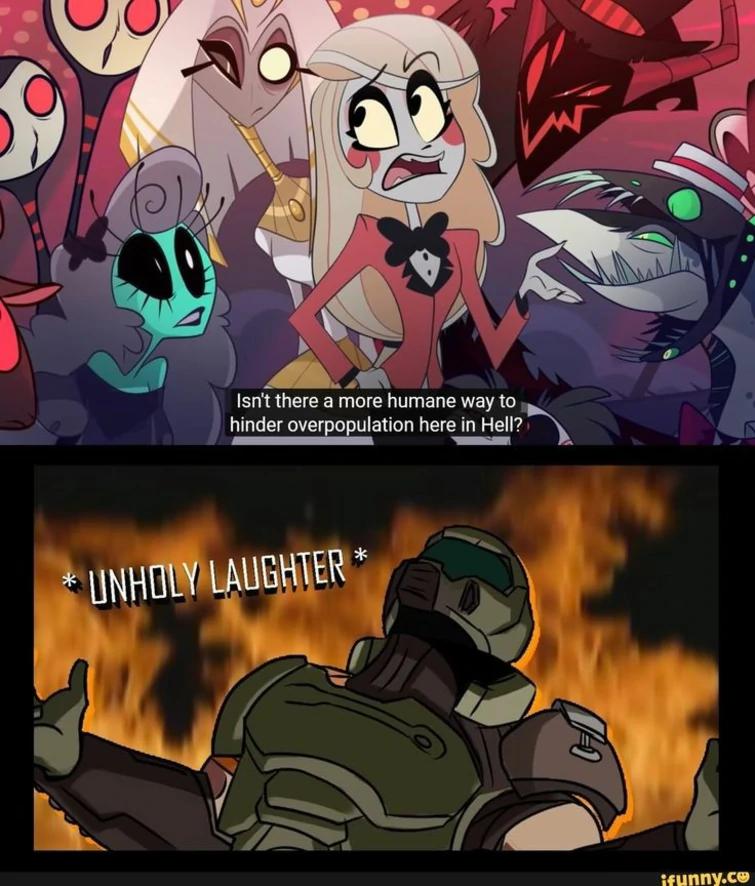 Isn't there a more humane way to
hinder overpopulation here in Hell?
* UNHOLY LAUGHTER *
ifunny.co